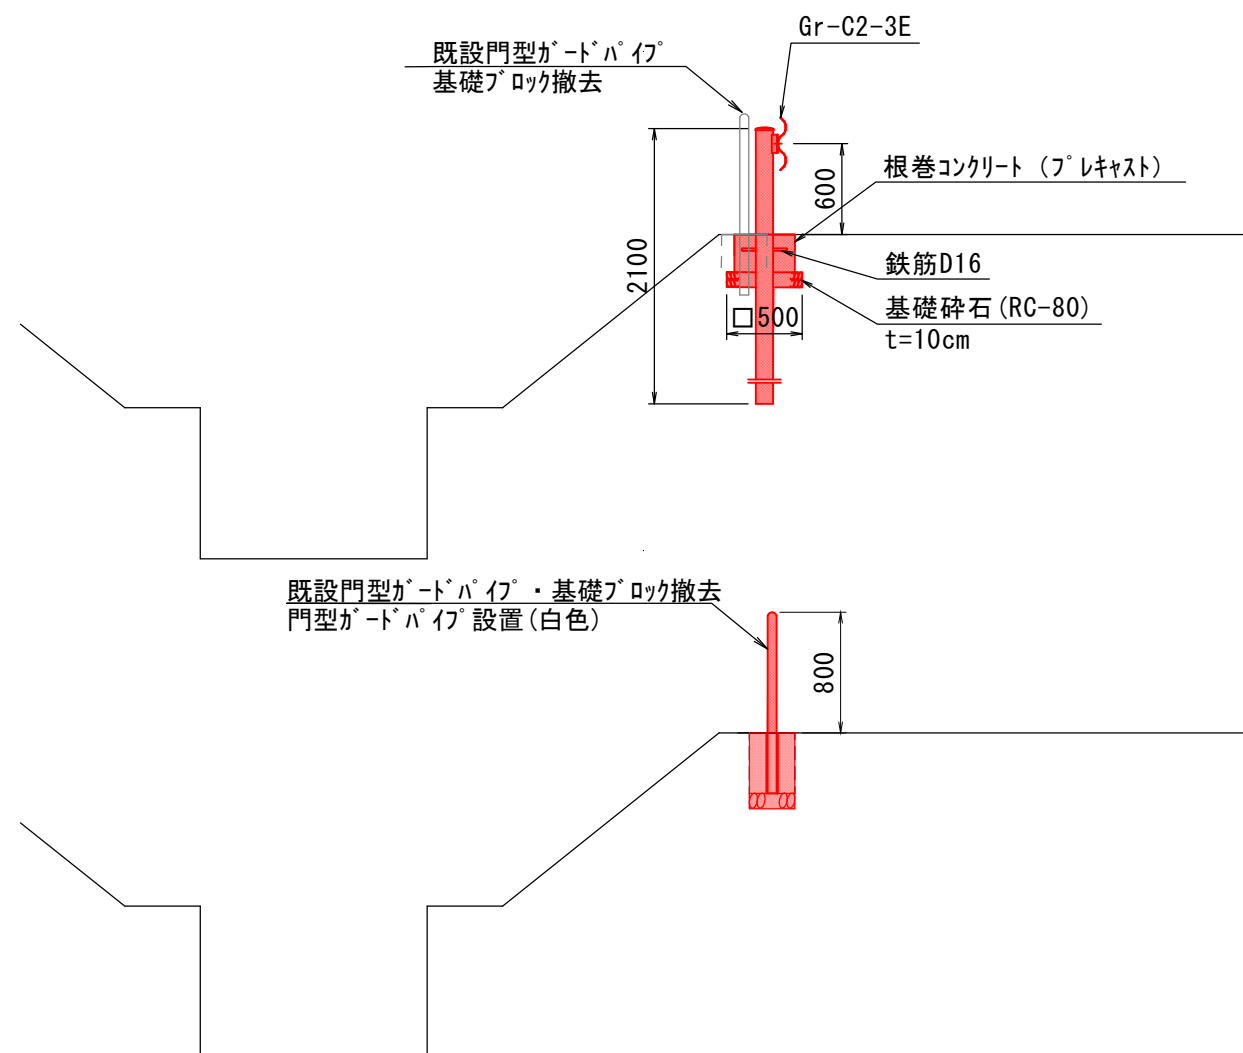 Gr-C2-3E
既設門型ｶﾞｰﾄﾞﾊﾟｲﾌﾟ
基礎ﾌﾞﾛｯｸ撤去
根巻ｺﾝｸﾘｰﾄ (ﾌﾟﾚｷｬｽﾄ)
600
2100
鉄筋D16
□500
基礎砕石(RC-80)
t=10cm
既設門型ｶﾞｰﾄﾞﾊﾟｲﾌﾟ・基礎ﾌﾞﾛｯｸ撤去
門型ｶﾞｰﾄﾞﾊﾟｲﾌﾟ設置(白色)
800